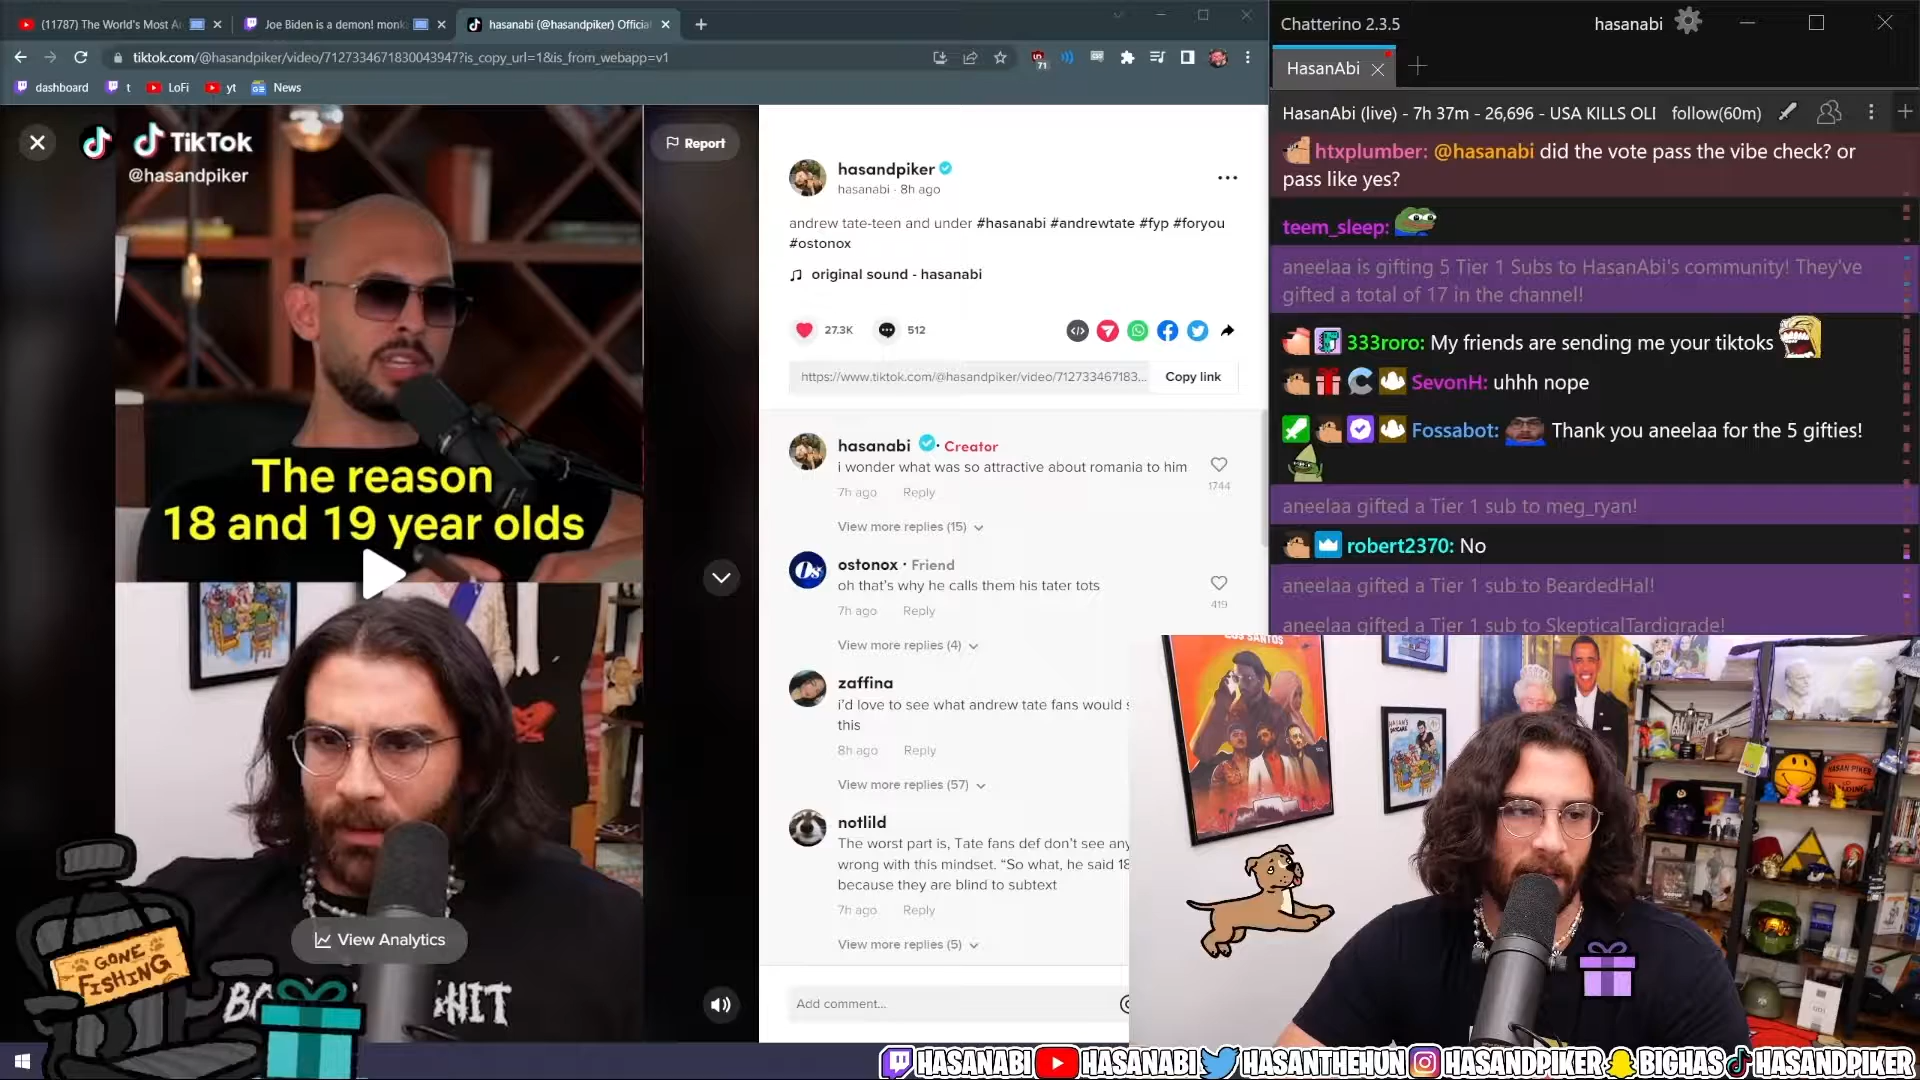 (11787) The World's Most A
Joe Biden is a demon! monk
hasanabi (@hasandpiker) Official
tiktok.com/@hasandpiker/video/7127334671830043947?is_copy_url=1&is_from_webapp=v1
71
dashboard
t
LoFi
yt
News
TikTok
@hasandpiker
Report
The reason
18 and 19 year olds
View Analytics
GONE
FISHING
hasandpiker
hasanabi · 8h ago
andrew tate-teen and under #hasanabi #andrewtate #fyp #foryou
#ostonox
original sound - hasanabi
27.3K
512
https://www.tiktok.com/@hasandpiker/video/712733467183...
Copy link
hasanabi · Creator
i wonder what was so attractive about romania to him
1744
7h ago Reply
View more replies (15)
Os
ostonox · Friend
oh that's why he calls them his tater tots
419
7h ago Reply
View more replies (4)
zaffina
i'd love to see what andrew tate fans would s
this
8h ago Reply
View more replies (57)
notlild
The worst part is, Tate fans def don't see any
wrong with this mindset. “So what, he said 18
because they are blind to subtext
7h ago Reply
View more replies (5)
Add comment...
Chatterino 2.3.5
hasanabi
HasanAbi
HasanAbi (live) - 7h 37m - 26,696 - USA KILLS OLI
follow(60m)
htxplumber: @hasanabi did the vote pass the vibe check? or
pass like yes?
teem_sleep:
aneelaa is gifting 5 Tier 1 Subs to HasanAbi's community! They've
gifted a total of 17 in the channel!
333roro: My friends are sending me your tiktoks
SevonH: uhhh nope
Fossabot: Thank you aneelaa for the 5 gifties!
aneelaa gifted a Tier 1 sub to meg_ryan!
robert2370: No
aneelaa gifted a Tier 1 sub to BeardedHal!
aneelaa gifted a Tier 1 sub to SkepticalTardigrade!
LOS SANTOS
HASAN PIKER
HASANABI HASANABI HASANTHEHUN HASANDPIKER BIGHAS HASANDPIKER